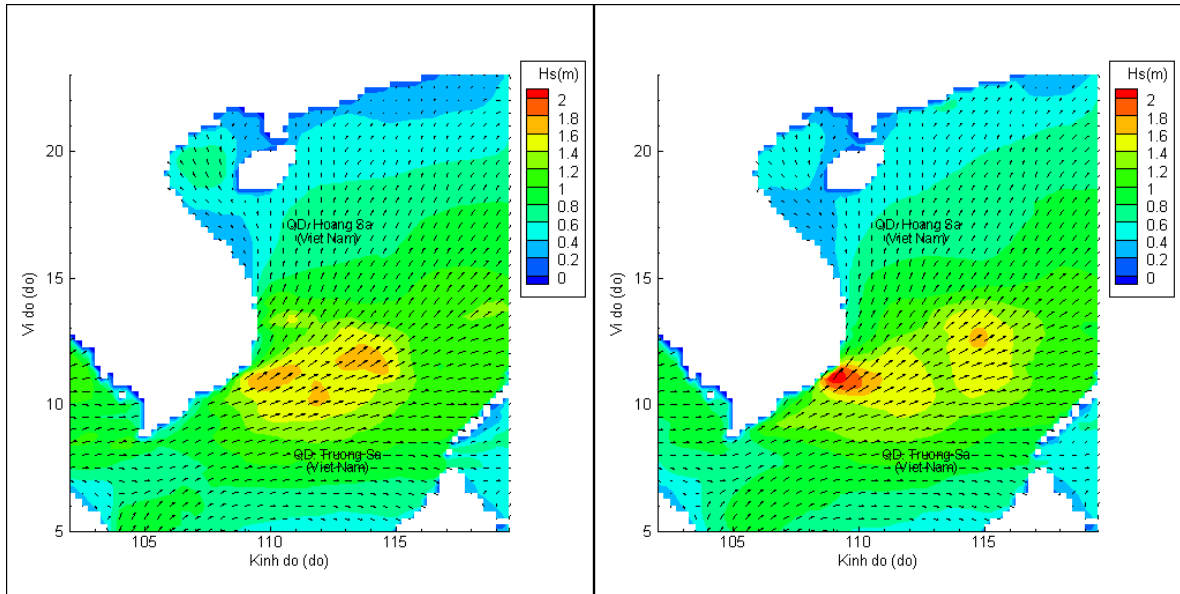 Hs(m)
2
1.8
1.6
1.4
1.2
1
0.8
0.6
0.4
0.2
0
20
15
10
5
Vi do (do)
QD. Hoang Sa
(Viet Nam)
QD. Truong Sa
(Viet Nam)
105
110
115
Kinh do (do)
Hs(m)
2
1.8
1.6
1.4
1.2
1
0.8
0.6
0.4
0.2
0
20
15
10
5
Vi do (do)
QD. Hoang Sa
(Viet Nam)
QD. Truong Sa
(Viet Nam)
105
110
115
Kinh do (do)